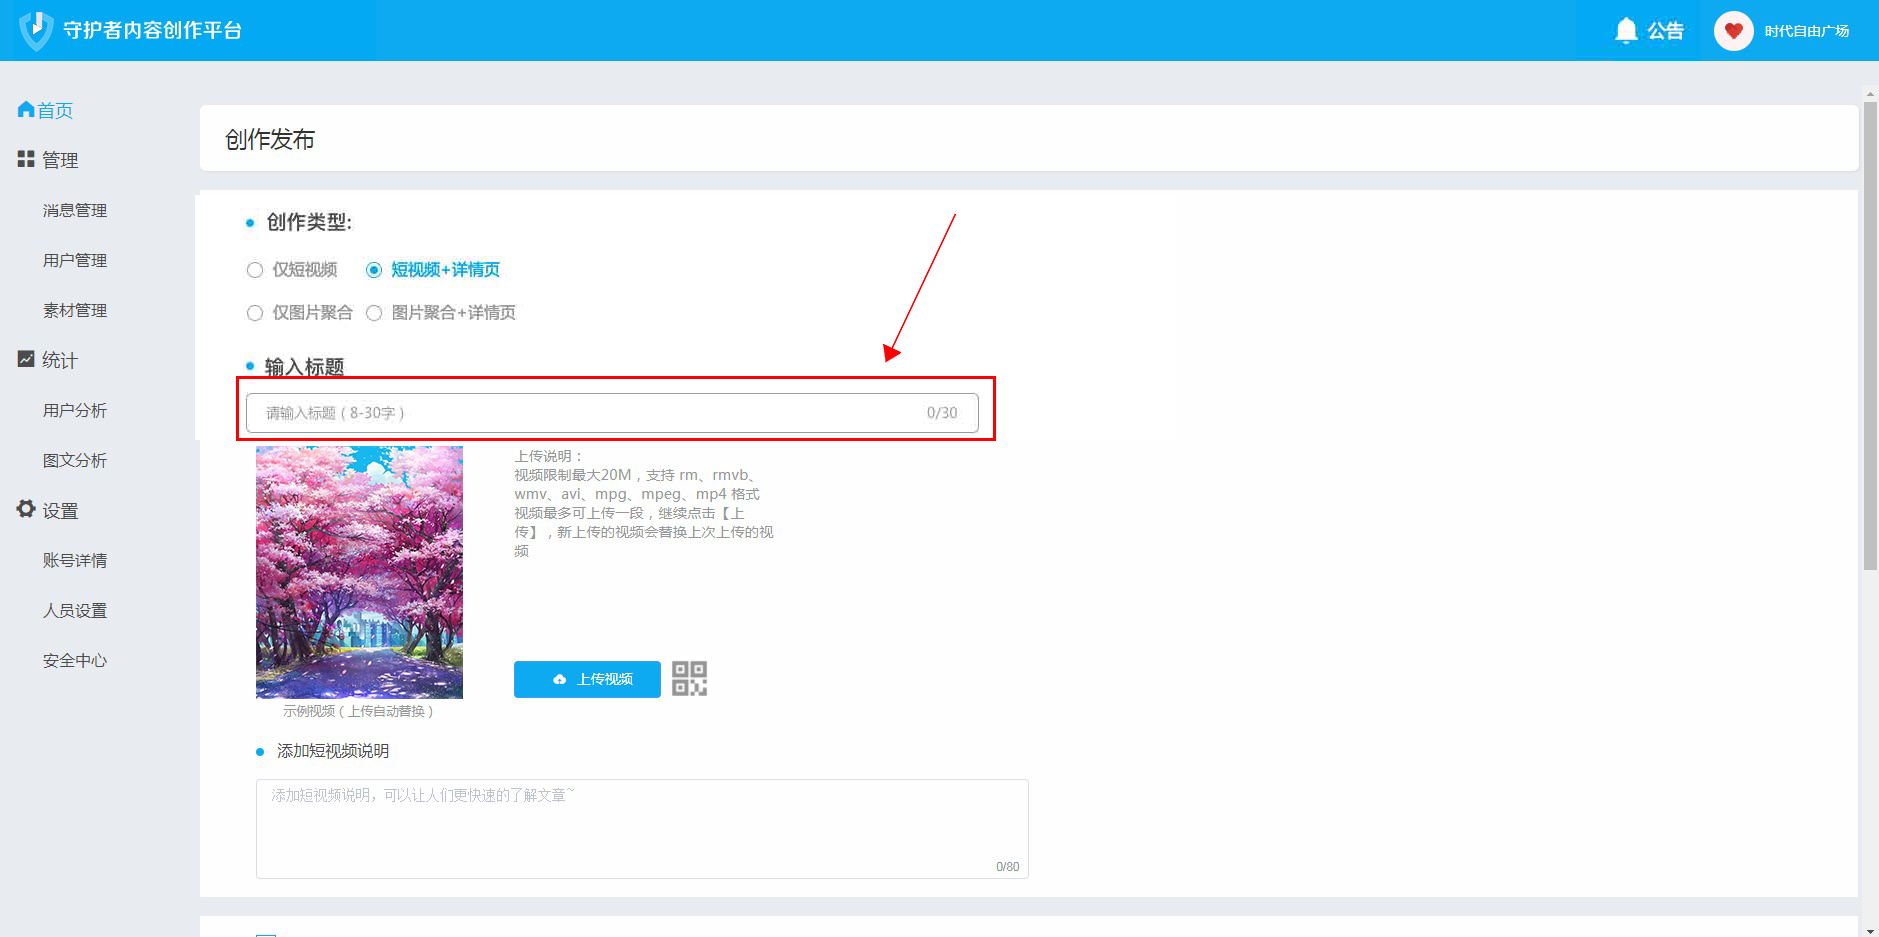 守护者内容创作平台
公告
时代自由广场
首页
管理
消息管理
用户管理
素材管理
统计
用户分析
图文分析
设置
账号详情
人员设置
安全中心
创作发布
创作类型:
仅短视频 短视频+详情页
仅图片聚合 图片聚合+详情页
输入标题
请输入标题（8-30字） 0/30
上传说明：
视频限制最大20M，支持 rm、rmvb、
wmv、avi、mpg、mpeg、mp4 格式
视频最多可上传一段，继续点击【上
传】，新上传的视频会替换上次上传的视
频
上传视频
示例视频（上传自动替换）
添加短视频说明
添加短视频说明，可以让人们更快速的了解文章~
0/80